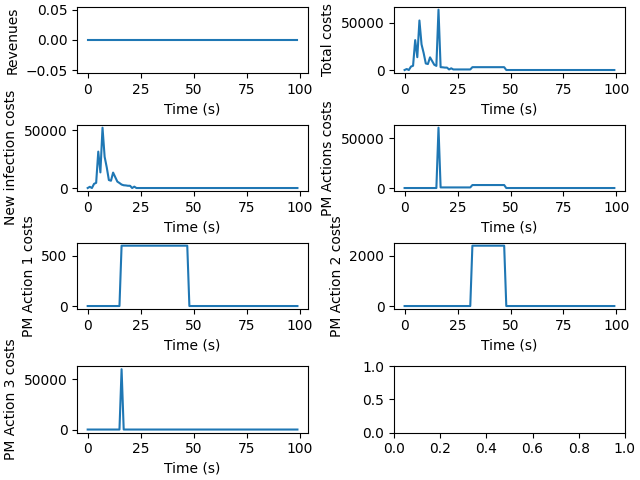 Revenues
0.05
0.00
−0.05
0 25 50 75 100
Time (s)
Total costs
50000
0
0 25 50 75 100
Time (s)
New infection costs
50000
0
0 25 50 75 100
Time (s)
PM Actions costs
50000
0
0 25 50 75 100
Time (s)
PM Action 1 costs
500
0
0 25 50 75 100
Time (s)
PM Action 2 costs
2000
0
0 25 50 75 100
Time (s)
PM Action 3 costs
50000
0
0 25 50 75 100
Time (s)
1.0
0.5
0.0
0.0 0.2 0.4 0.6 0.8 1.0